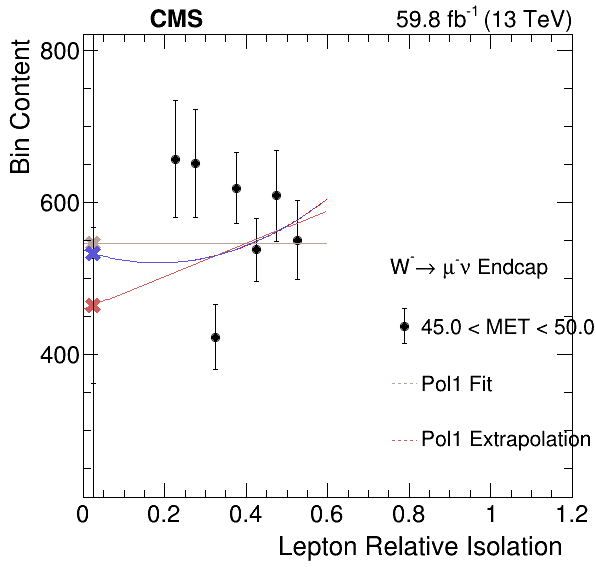 CMS 59.8 fb⁻¹ (13 TeV)
Bin Content
800
600
400
W⁻→ μ⁻ν Endcap
45.0 < MET < 50.0
Pol1 Fit
Pol1 Extrapolation
0 0.2 0.4 0.6 0.8 1 1.2
Lepton Relative Isolation